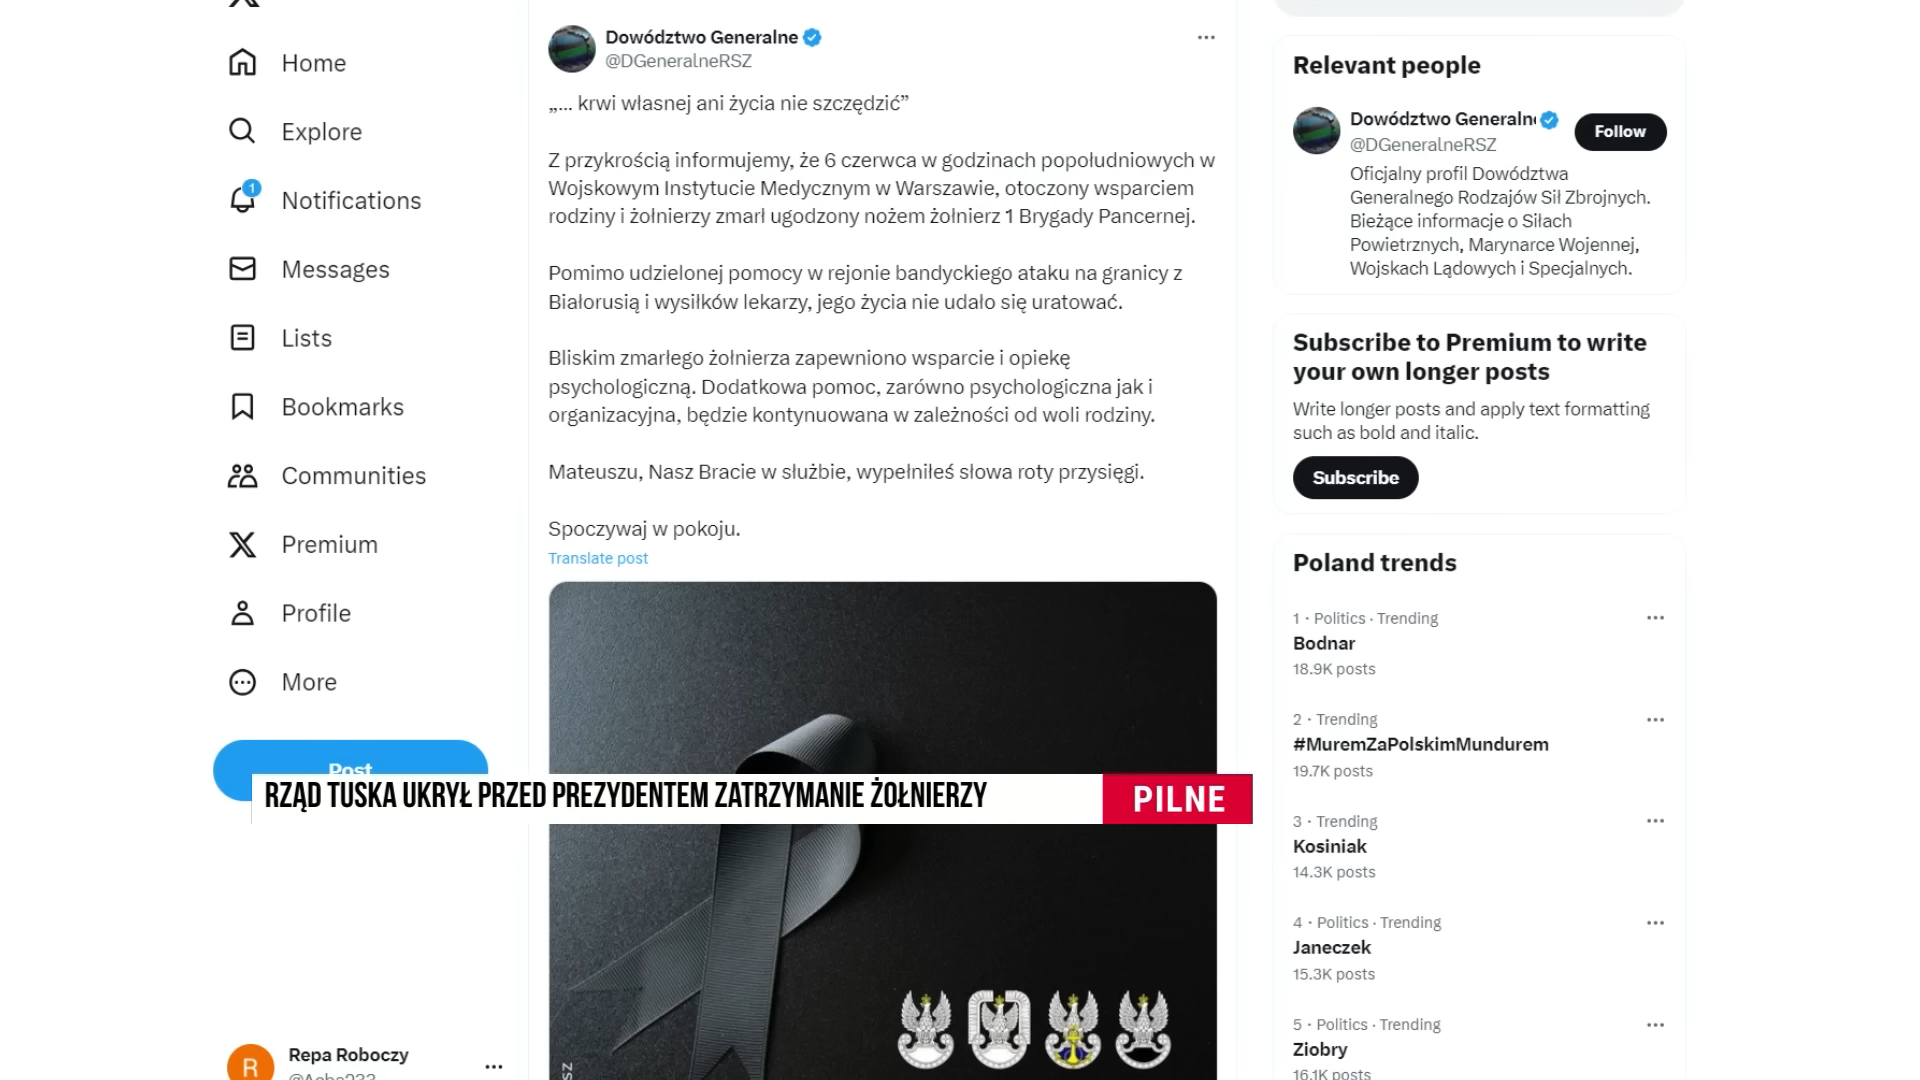 Home
Explore
1
Notifications
Messages
Lists
Bookmarks
Communities
Premium
Profile
More
Post
Repa Roboczy
Dowództwo Generalne
@DGeneralneRSZ
„... krwi własnej ani życia nie szczędzić”
Z przykrością informujemy, że 6 czerwca w godzinach popołudniowych w
Wojskowym Instytucie Medycznym w Warszawie, otoczony wsparciem
rodziny i żołnierzy zmarł ugodzony nożem żołnierz 1 Brygady Pancernej.
Pomimo udzielonej pomocy w rejonie bandyckiego ataku na granicy z
Białorusią i wysiłków lekarzy, jego życia nie udało się uratować.
Bliskim zmarłego żołnierza zapewniono wsparcie i opiekę
psychologiczną. Dodatkowa pomoc, zarówno psychologiczna jak i
organizacyjna, będzie kontynuowana w zależności od woli rodziny.
Mateuszu, Nasz Bracie w służbie, wypełniłeś słowa roty przysięgi.
Spoczywaj w pokoju.
Translate post
RZĄD TUSKA UKRYŁ PRZED PREZYDENTEM ZATRZYMANIE ŻOŁNIERZY
PILNE
Relevant people
Dowództwo Generaln
@DGeneralneRSZ
Follow
Oficjalny profil Dowództwa
Generalnego Rodzajów Sił Zbrojnych.
Bieżące informacje o Siłach
Powietrznych, Marynarce Wojennej,
Wojskach Lądowych i Specjalnych.
Subscribe to Premium to write
your own longer posts
Write longer posts and apply text formatting
such as bold and italic.
Subscribe
Poland trends
1 · Politics · Trending
Bodnar
18.9K posts
2 · Trending
#MuremZaPolskimMundurem
19.7K posts
3 · Trending
Kosiniak
14.3K posts
4 · Politics · Trending
Janeczek
15.3K posts
5 · Politics · Trending
Ziobry
16.1K posts